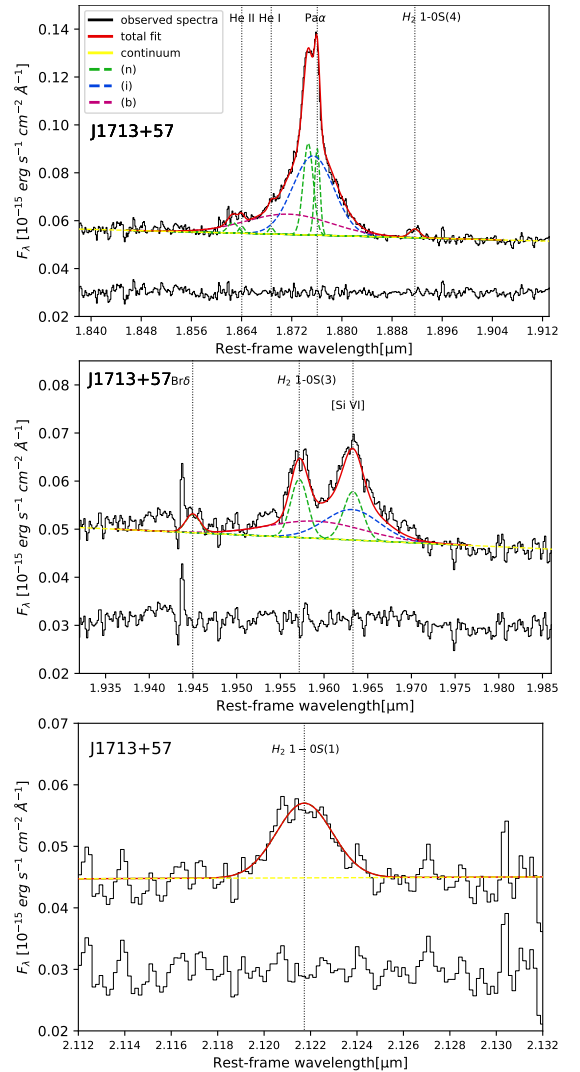 He II He I Paα H₂ 1-0S(4)
observed spectra
total fit
continuum
(n)
(i)
(b)
J1713+57
0.14
0.12
0.10
0.08
0.06
0.04
0.02
F_λ [10⁻¹⁵ erg s⁻¹ cm⁻² Å⁻¹]
1.840 1.848 1.856 1.864 1.872 1.880 1.888 1.896 1.904 1.912
Rest-frame wavelength[μm]
J1713+57 Brδ H₂ 1-0S(3)
[Si VI]
0.08
0.07
0.06
0.05
0.04
0.03
0.02
F_λ [10⁻¹⁵ erg s⁻¹ cm⁻² Å⁻¹]
1.935 1.940 1.945 1.950 1.955 1.960 1.965 1.970 1.975 1.980 1.985
Rest-frame wavelength[μm]
J1713+57 H₂ 1 − 0S(1)
0.07
0.06
0.05
0.04
0.03
0.02
F_λ [10⁻¹⁵ erg s⁻¹ cm⁻² Å⁻¹]
2.112 2.114 2.116 2.118 2.120 2.122 2.124 2.126 2.128 2.130 2.132
Rest-frame wavelength[μm]